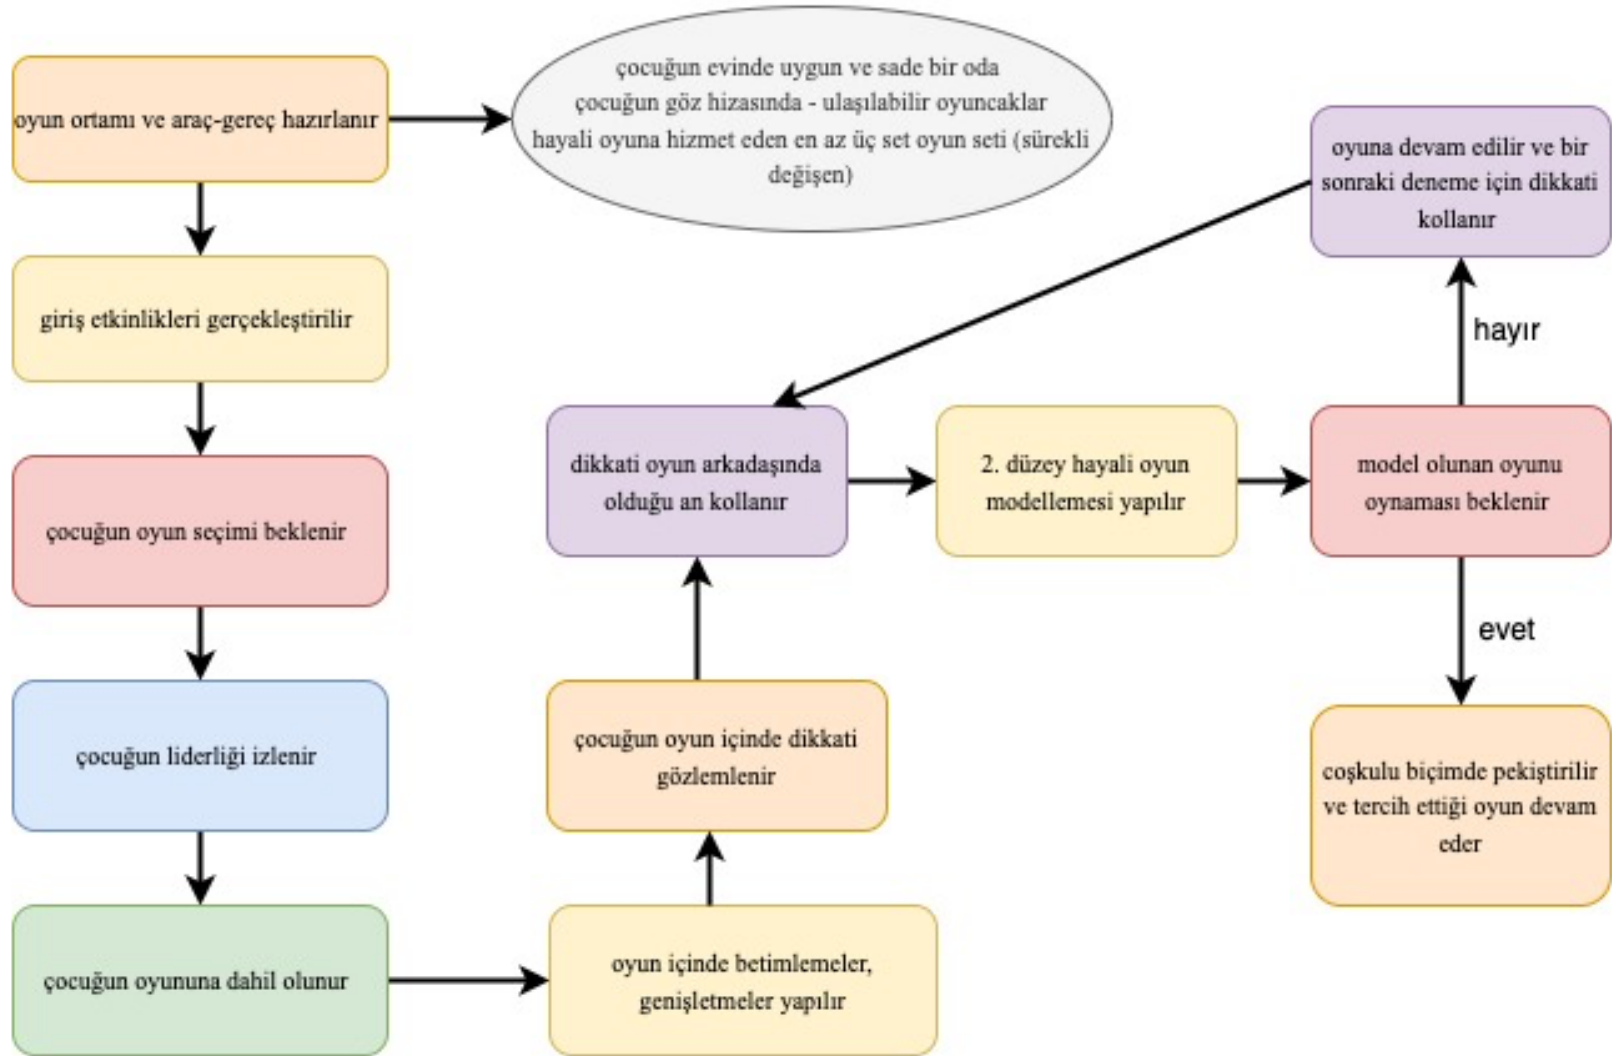 oyun ortamı ve araç-gereç hazırlanır
çocuğun evinde uygun ve sade bir oda
çocuğun göz hizasında - ulaşılabilir oyuncaklar
hayali oyuna hizmet eden en az üç set oyun seti (sürekli
değişen)
giriş etkinlikleri gerçekleştirilir
çocuğun oyun seçimi beklenir
çocuğun liderliği izlenir
çocuğun oyununa dahil olunur
oyun içinde betimlemeler,
genişletmeler yapılır
çocuğun oyun içinde dikkati
gözlemlenir
dikkati oyun arkadaşında
olduğu an kollanır
2. düzey hayali oyun
modellemesi yapılır
model olunan oyunu
oynaması beklenir
hayır
oyuna devam edilir ve bir
sonraki deneme için dikkati
kollanır
evet
coşkulu biçimde pekiştirilir
ve tercih ettiği oyun devam
eder